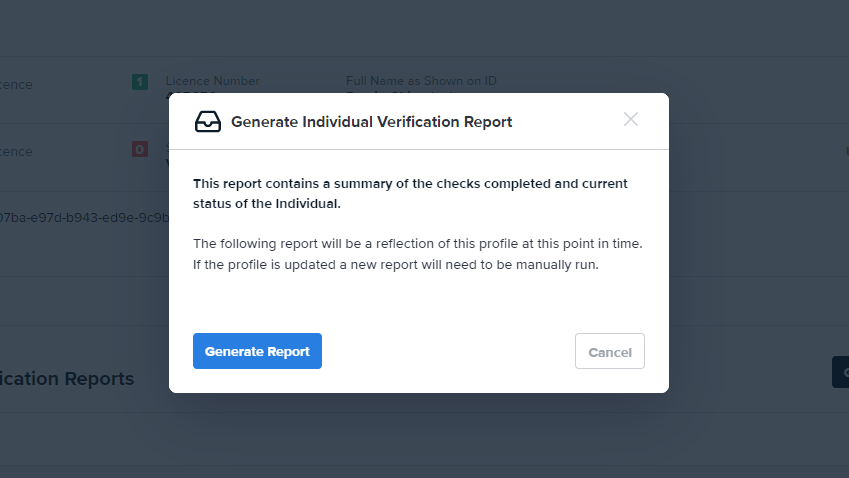 Licence Number
Full Name as Shown on ID
1
0
Generate Individual Verification Report
This report contains a summary of the checks completed and current
status of the Individual.
The following report will be a reflection of this profile at this point in time.
If the profile is updated a new report will need to be manually run.
07ba-e97d-b943-ed9e-9c9b
Generate Report
Cancel
ication Reports